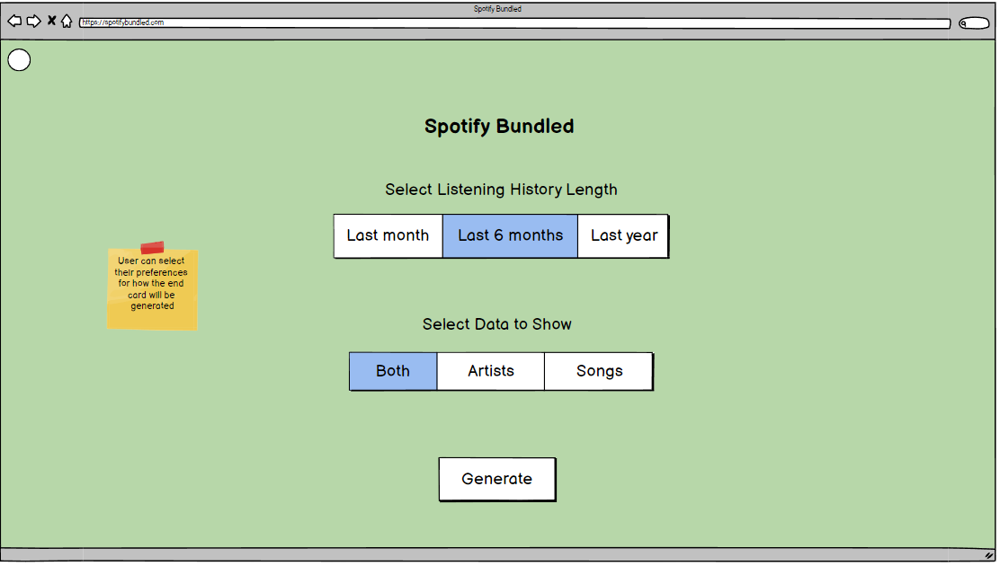 Spotify Bundled
https://spotifybundled.com
Spotify Bundled
Select Listening History Length
Last month Last 6 months Last year
User can select
their preferences
for how the end
card will be
generated
Select Data to Show
Both Artists Songs
Generate